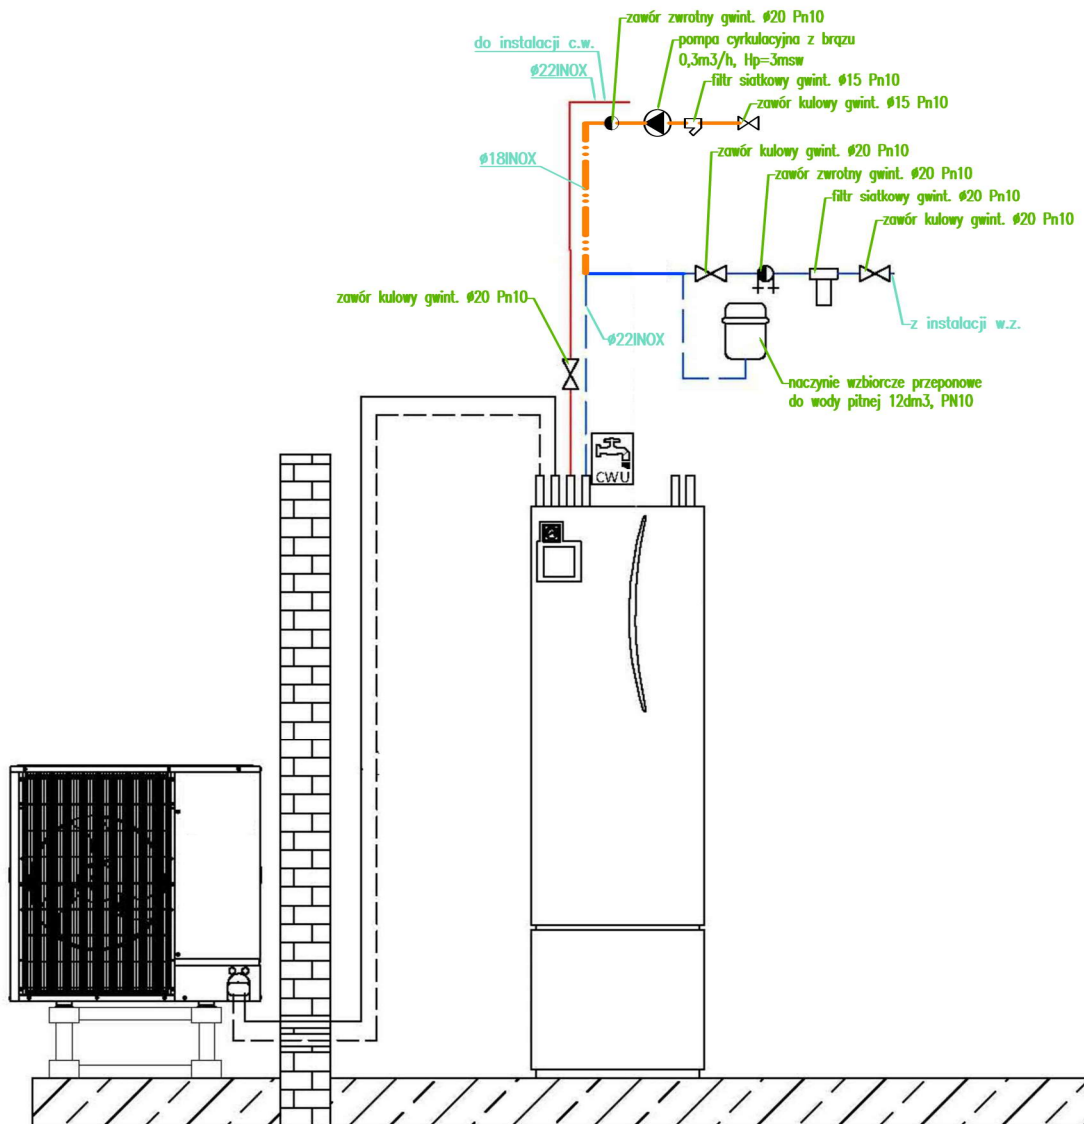 zawór zwrotny gwint. ø20 Pn10
do instalacji c.w.
pompa cyrkulacyjna z brązu
0,3m3/h, Hp=3msw
ø22INOX
filtr siatkowy gwint. ø15 Pn10
zawór kulowy gwint. ø15 Pn10
zawór kulowy gwint. ø20 Pn10
ø18INOX
zawór zwrotny gwint. ø20 Pn10
filtr siatkowy gwint. ø20 Pn10
zawór kulowy gwint. ø20 Pn10
zawór kulowy gwint. ø20 Pn10
z instalacji w.z.
ø22INOX
naczynie wzbiorcze przeponowe
do wody pitnej 12dm3, PN10
CWU